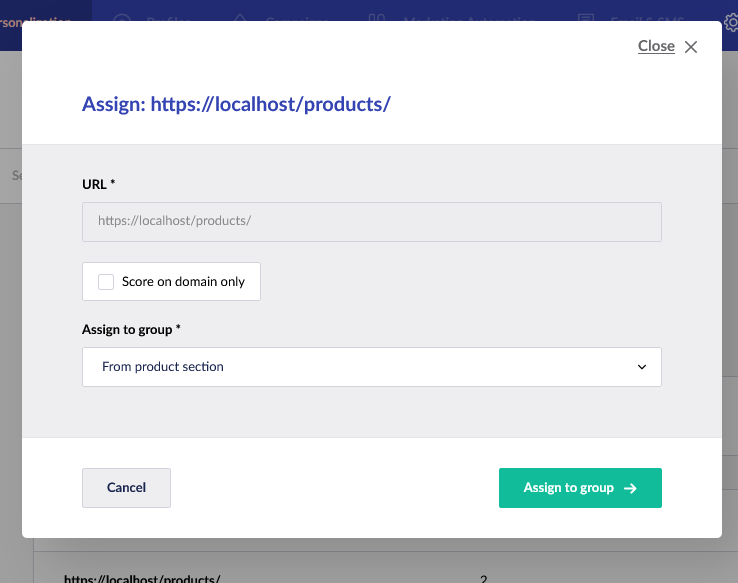 Close
Assign: https://localhost/products/
URL *
https://localhost/products/
Score on domain only
Assign to group *
From product section
Cancel
Assign to group
https://localhost/products/ 2